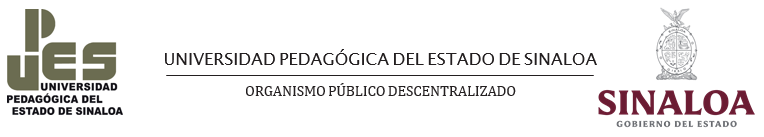 UPES
UNIVERSIDAD
PEDAGÓGICA DEL
ESTADO DE SINALOA
UNIVERSIDAD PEDAGÓGICA DEL ESTADO DE SINALOA
ORGANISMO PÚBLICO DESCENTRALIZADO
SINALOA
GOBIERNO DEL ESTADO